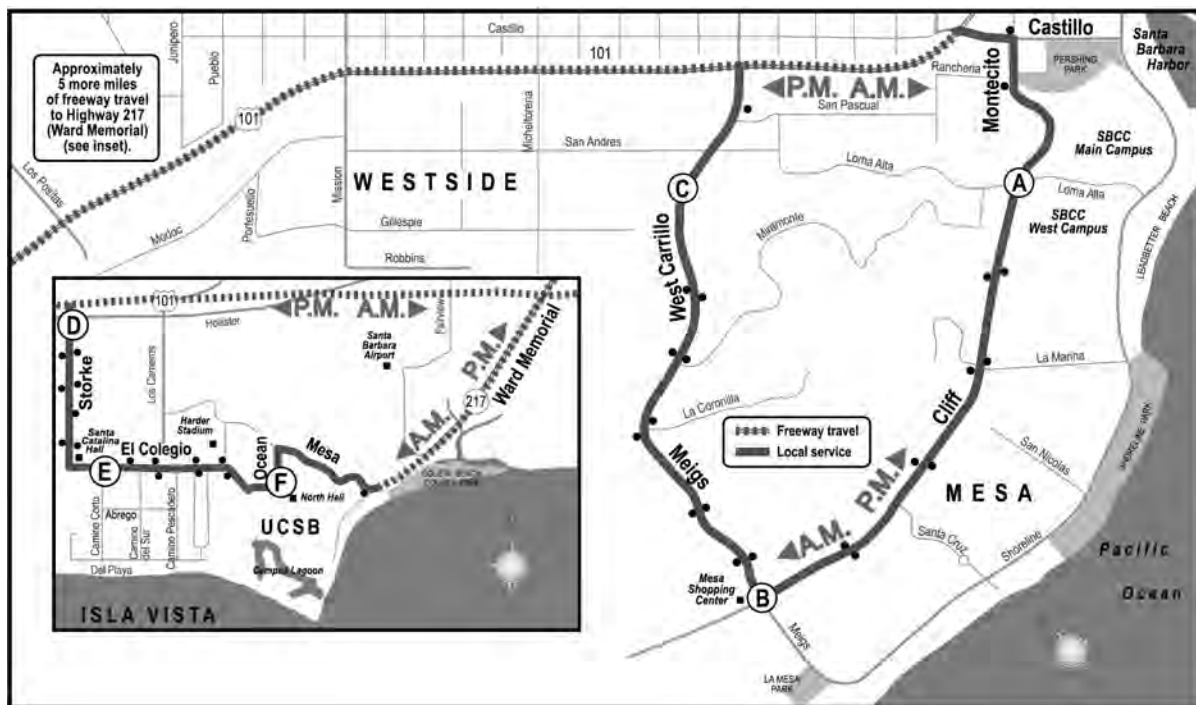 Castillo
101
Castillo
Santa
Barbara
Harbor
PERSHING
PARK
Junipero
Pueblo
Approximately
5 more miles
of freeway travel
to Highway 217
(Ward Memorial)
(see inset).
101
Rancheria
P.M. A.M.
San Pascual
Montecito
Micheltorena
San Andres
SBCC
Main Campus
Loma Alta
A
Loma Alta
C
Los Positas
WESTSIDE
Mission
Portesuello
Modoc
Gillespie
Robbins
Miramonte
SBCC
West Campus
LEADBETTER BEACH
West Carrillo
101
P.M. A.M.
D
Hollister
Fairview
Santa
Barbara
Airport
P.M.
Ward Memorial
217
A.M.
Storke
Los Carneros
Harder
Stadium
Santa
Catalina
Hall
El Colegio
E
Ocean
Mesa
F
North Hall
UCSB
Camino Corto
Abrego
Camino
del Sur
Camino Pescadero
Del Playa
ISLA VISTA
La Marina
La Coronilla
Cliff
Freeway travel
Local service
Meigs
P.M.
A.M.
San Nicolas
SHORELINE PARK
MESA
Santa Cruz
Shoreline
Pacific
Ocean
Mesa
Shopping
Center
B
Meigs
LA MESA
PARK